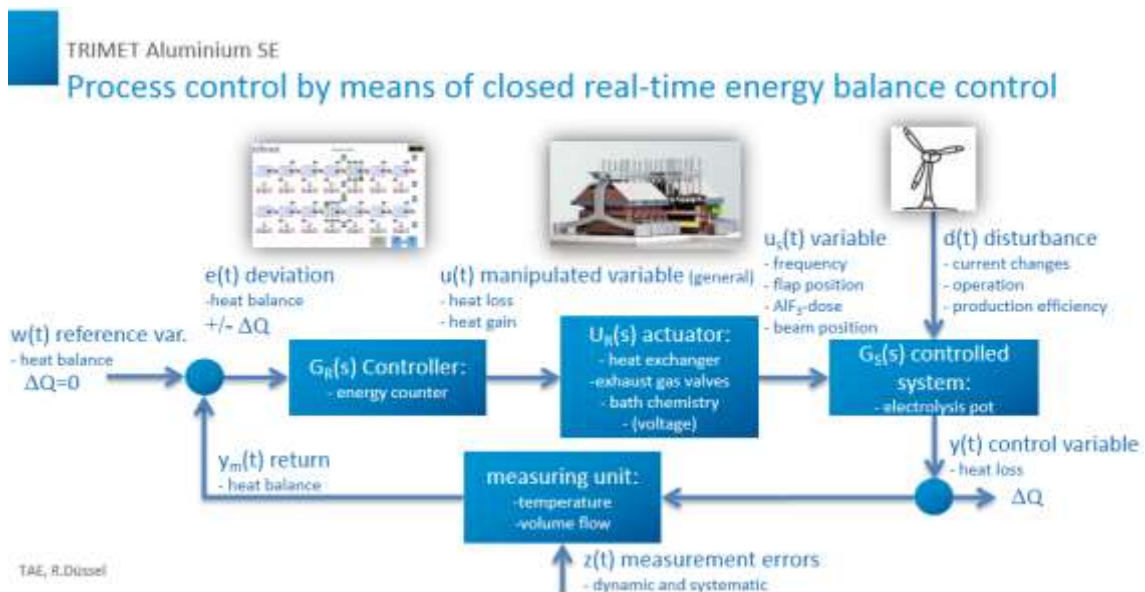 TRIMET Aluminium SE
Process control by means of closed real-time energy balance control
e(t) deviation
-heat balance
+/- ΔQ
u(t) manipulated variable (general)
- heat loss
- heat gain
uₛ(t) variable
- frequency
- flap position
- AlF₃-dose
- beam position
d(t) disturbance
- current changes
- operation
- production efficiency
w(t) reference var.
- heat balance
ΔQ=0
G_R(s) Controller:
- energy counter
U_R(s) actuator:
- heat exchanger
-exhaust gas valves
- bath chemistry
- (voltage)
G_S(s) controlled
system:
- electrolysis pot
yₘ(t) return
- heat balance
measuring unit:
-temperature
-volume flow
y(t) control variable
- heat loss
ΔQ
z(t) measurement errors
- dynamic and systematic
TAE, R.Düssel